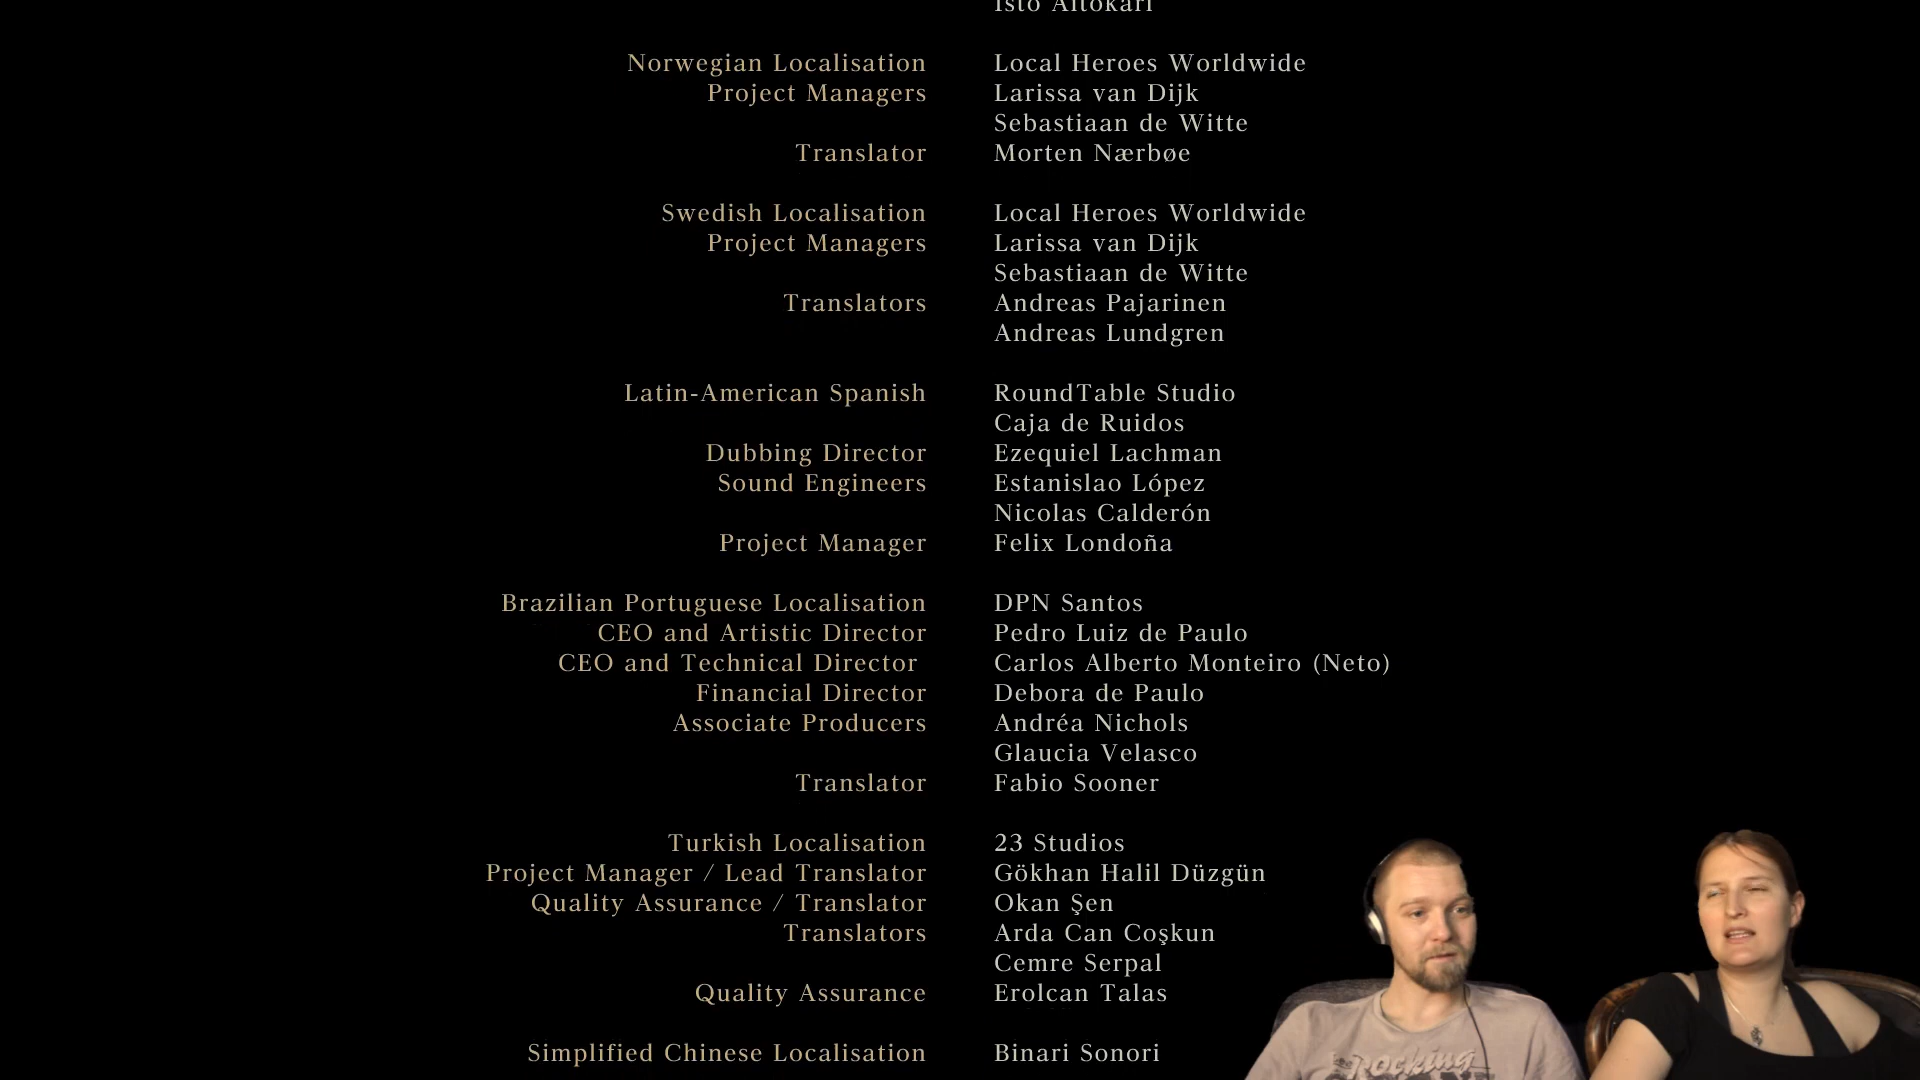 Isto Aitokari
Norwegian Localisation Local Heroes Worldwide
Project Managers Larissa van Dijk
Sebastiaan de Witte
Translator Morten Nærbøe
Swedish Localisation Local Heroes Worldwide
Project Managers Larissa van Dijk
Sebastiaan de Witte
Translators Andreas Pajarinen
Andreas Lundgren
Latin-American Spanish RoundTable Studio
Caja de Ruidos
Dubbing Director Ezequiel Lachman
Sound Engineers Estanislao López
Nicolas Calderón
Project Manager Felix Londoña
Brazilian Portuguese Localisation DPN Santos
CEO and Artistic Director Pedro Luiz de Paulo
CEO and Technical Director Carlos Alberto Monteiro (Neto)
Financial Director Debora de Paulo
Associate Producers Andréa Nichols
Glaucia Velasco
Translator Fabio Sooner
Turkish Localisation 23 Studios
Project Manager / Lead Translator Gökhan Halil Düzgün
Quality Assurance / Translator Okan Şen
Translators Arda Can Coşkun
Cemre Serpal
Quality Assurance Erolcan Talas
Simplified Chinese Localisation Binari Sonori
Rocking